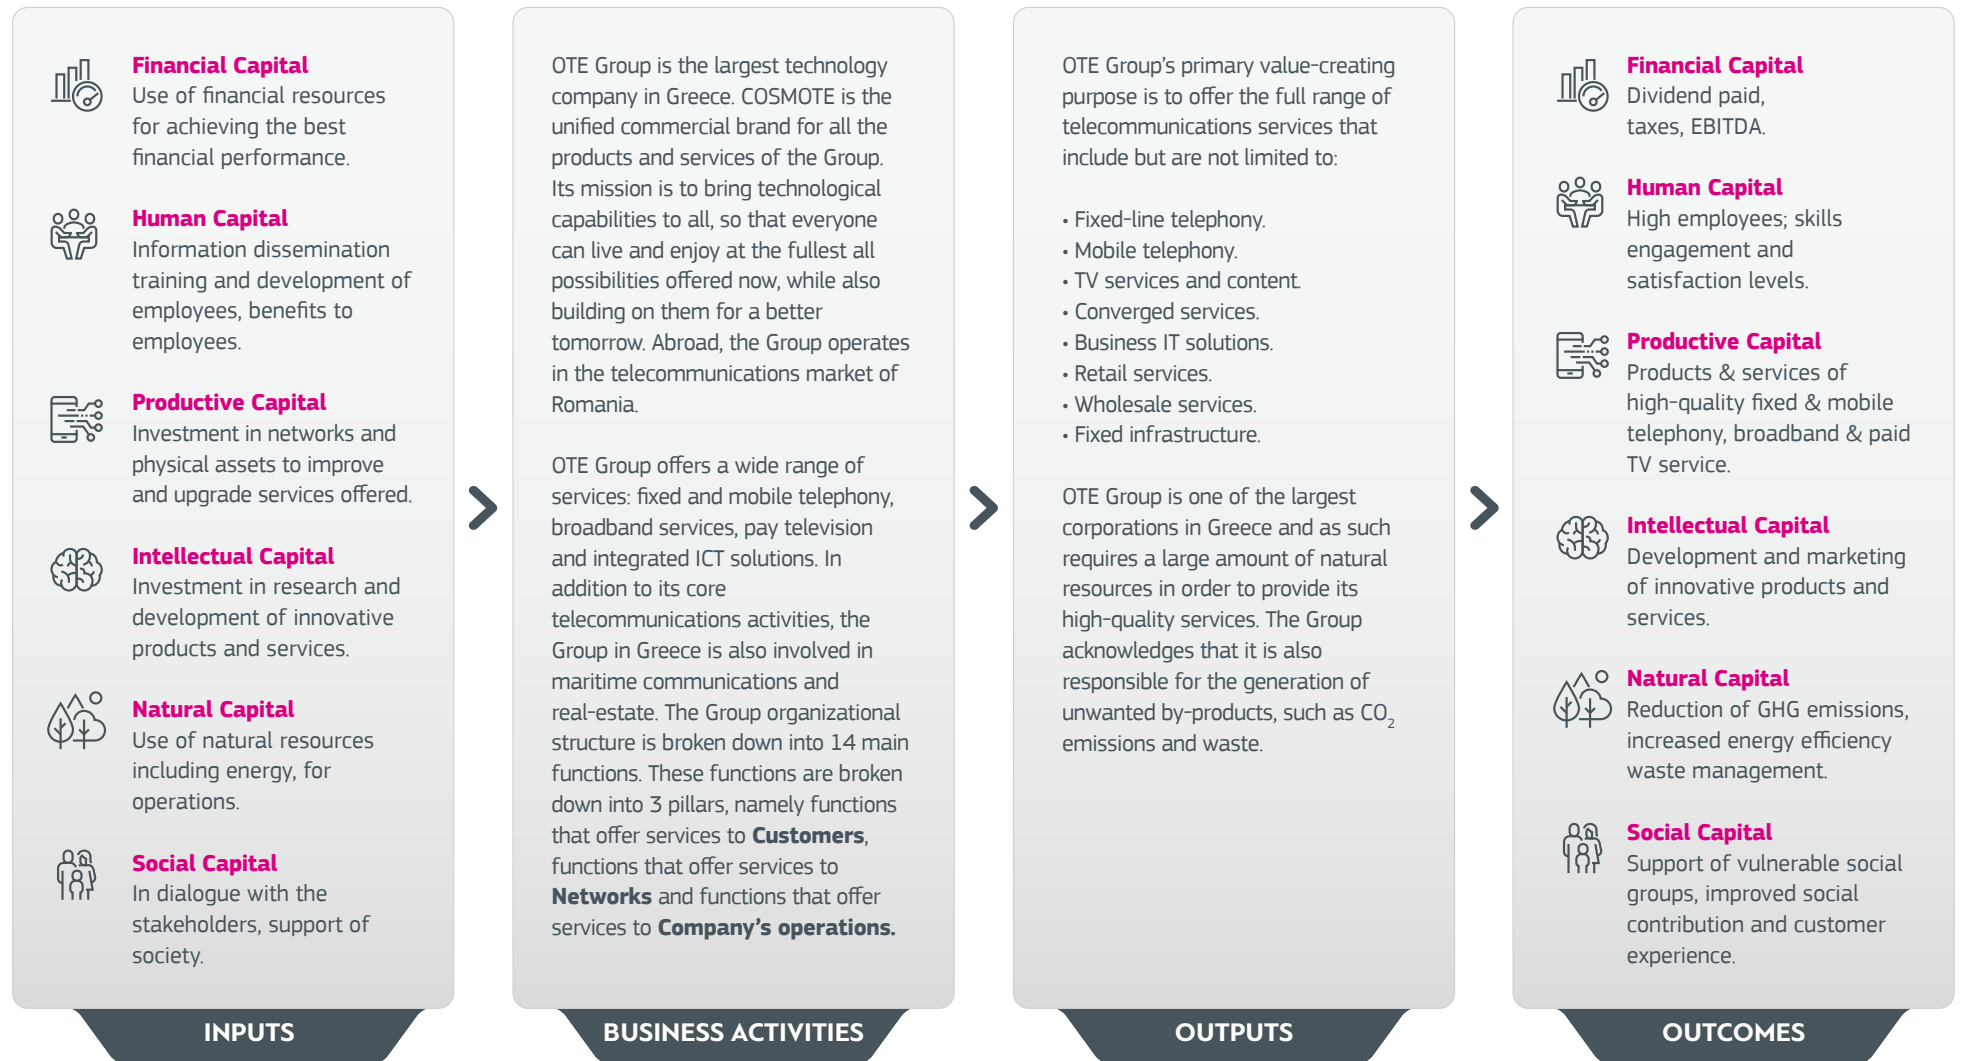 Financial Capital
Use of financial resources
for achieving the best
financial performance.
Human Capital
Information dissemination
training and development of
employees, benefits to
employees.
Productive Capital
Investment in networks and
physical assets to improve
and upgrade services offered.
Intellectual Capital
Investment in research and
development of innovative
products and services.
Natural Capital
Use of natural resources
including energy, for
operations.
Social Capital
In dialogue with the
stakeholders, support of
society.
INPUTS
OTE Group is the largest technology
company in Greece. COSMOTE is the
unified commercial brand for all the
products and services of the Group.
Its mission is to bring technological
capabilities to all, so that everyone
can live and enjoy at the fullest all
possibilities offered now, while also
building on them for a better
tomorrow. Abroad, the Group operates
in the telecommunications market of
Romania.
OTE Group offers a wide range of
services: fixed and mobile telephony,
broadband services, pay television
and integrated ICT solutions. In
addition to its core
telecommunications activities, the
Group in Greece is also involved in
maritime communications and
real-estate. The Group organizational
structure is broken down into 14 main
functions. These functions are broken
down into 3 pillars, namely functions
that offer services to Customers,
functions that offer services to
Networks and functions that offer
services to Company's operations.
BUSINESS ACTIVITIES
OTE Group's primary value-creating
purpose is to offer the full range of
telecommunications services that
include but are not limited to:
• Fixed-line telephony.
• Mobile telephony.
• TV services and content.
• Converged services.
• Business IT solutions.
• Retail services.
• Wholesale services.
• Fixed infrastructure.
OTE Group is one of the largest
corporations in Greece and as such
requires a large amount of natural
resources in order to provide its
high-quality services. The Group
acknowledges that it is also
responsible for the generation of
unwanted by-products, such as CO₂
emissions and waste.
OUTPUTS
Financial Capital
Dividend paid,
taxes, EBITDA.
Human Capital
High employees; skills
engagement and
satisfaction levels.
Productive Capital
Products & services of
high-quality fixed & mobile
telephony, broadband & paid
TV service.
Intellectual Capital
Development and marketing
of innovative products and
services.
Natural Capital
Reduction of GHG emissions,
increased energy efficiency
waste management.
Social Capital
Support of vulnerable social
groups, improved social
contribution and customer
experience.
OUTCOMES